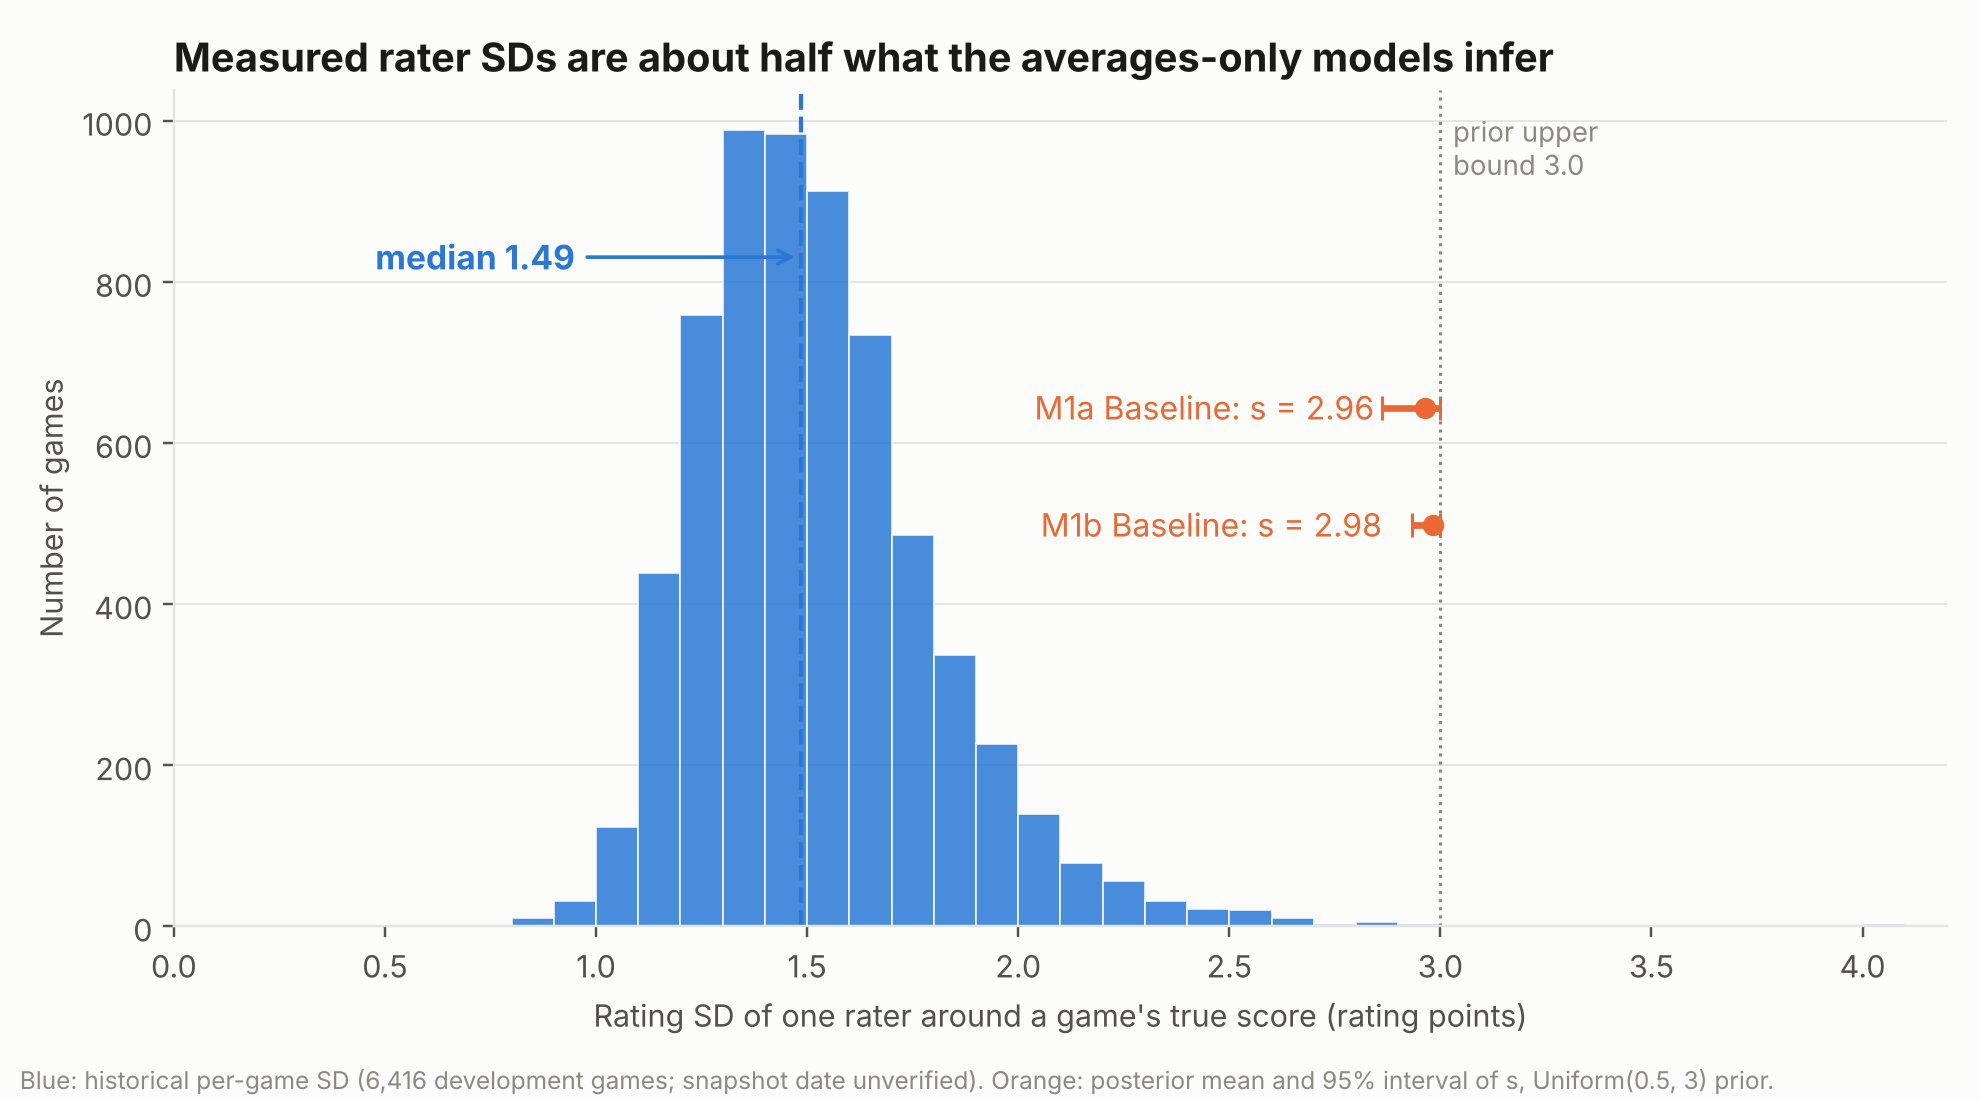 Measured rater SDs are about half what the averages-only models infer
1000
800
600
400
200
0
Number of games
prior upper
bound 3.0
median 1.49
M1a Baseline: s = 2.96
M1b Baseline: s = 2.98
0.0 0.5 1.0 1.5 2.0 2.5 3.0 3.5 4.0
Rating SD of one rater around a game's true score (rating points)
Blue: historical per-game SD (6,416 development games; snapshot date unverified). Orange: posterior mean and 95% interval of s, Uniform(0.5, 3) prior.